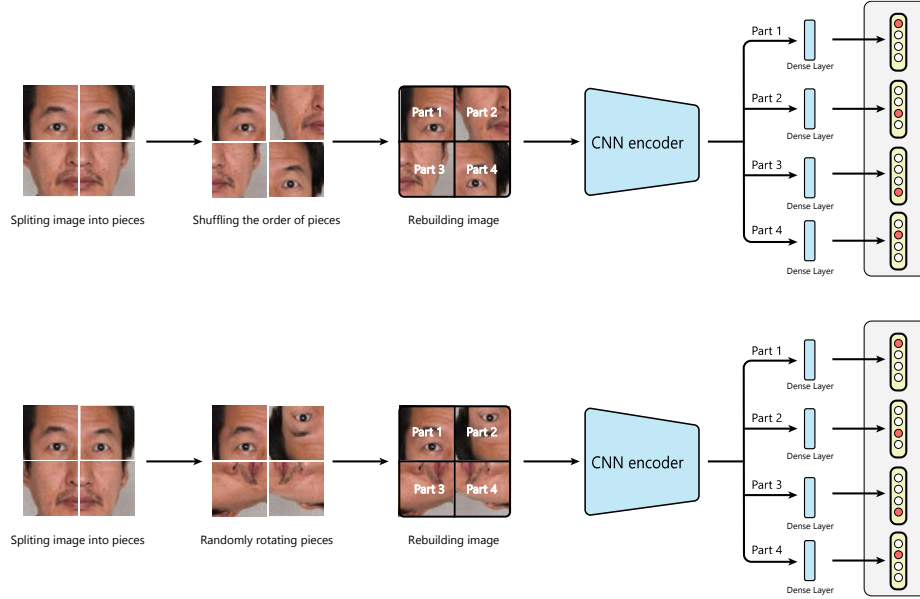 Part 1
Dense Layer
Part 2
Dense Layer
Part 1 Part 2
CNN encoder
Part 3 Part 4
Part 3
Dense Layer
Spliting image into pieces
Shuffling the order of pieces
Rebuilding image
Part 4
Dense Layer
Part 1
Dense Layer
Part 2
Dense Layer
Part 1 Part 2
CNN encoder
Part 3 Part 4
Part 3
Dense Layer
Spliting image into pieces
Randomly rotating pieces
Rebuilding image
Part 4
Dense Layer